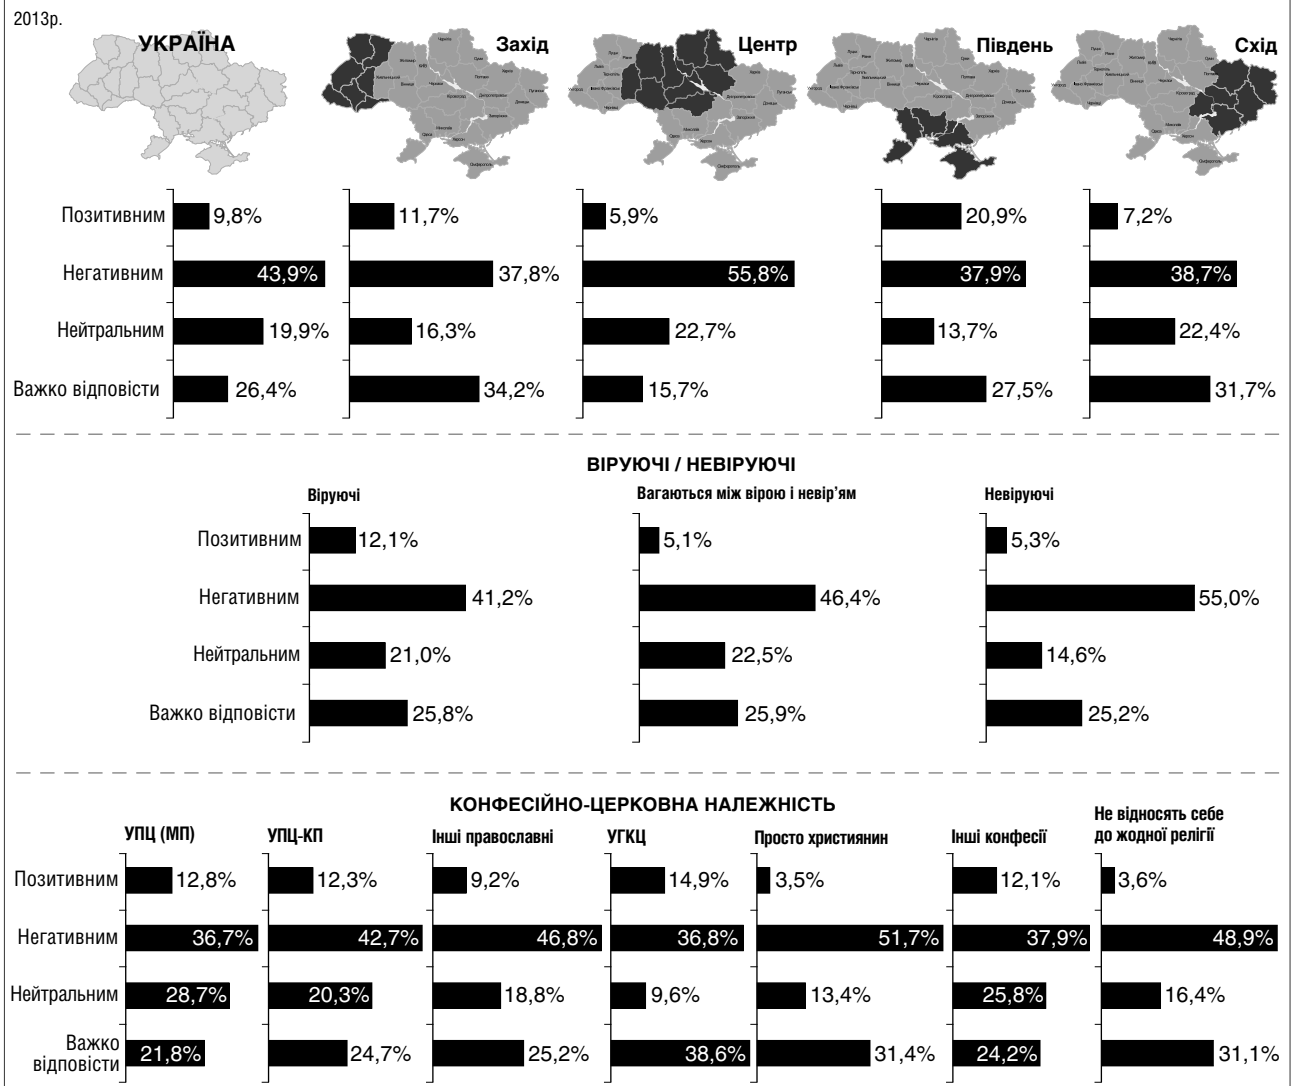 2013р.
УКРАЇНА
Захід
Центр
Південь
Схід
Позитивним 9,8% 11,7% 5,9% 20,9% 7,2%
Негативним 43,9% 37,8% 55,8% 37,9% 38,7%
Нейтральним 19,9% 16,3% 22,7% 13,7% 22,4%
Важко відповісти 26,4% 34,2% 15,7% 27,5% 31,7%
ВІРУЮЧІ / НЕВІРУЮЧІ
Віруючі Вагаються між вірою і невір’ям Невіруючі
Позитивним 12,1% 5,1% 5,3%
Негативним 41,2% 46,4% 55,0%
Нейтральним 21,0% 22,5% 14,6%
Важко відповісти 25,8% 25,9% 25,2%
КОНФЕСІЙНО-ЦЕРКОВНА НАЛЕЖНІСТЬ
УПЦ (МП) УПЦ-КП Інші православні УГКЦ Просто християнин Інші конфесії Не відносять себе
до жодної релігії
Позитивним 12,8% 12,3% 9,2% 14,9% 3,5% 12,1% 3,6%
Негативним 36,7% 42,7% 46,8% 36,8% 51,7% 37,9% 48,9%
Нейтральним 28,7% 20,3% 18,8% 9,6% 13,4% 25,8% 16,4%
Важко
відповісти 21,8% 24,7% 25,2% 38,6% 31,4% 24,2% 31,1%